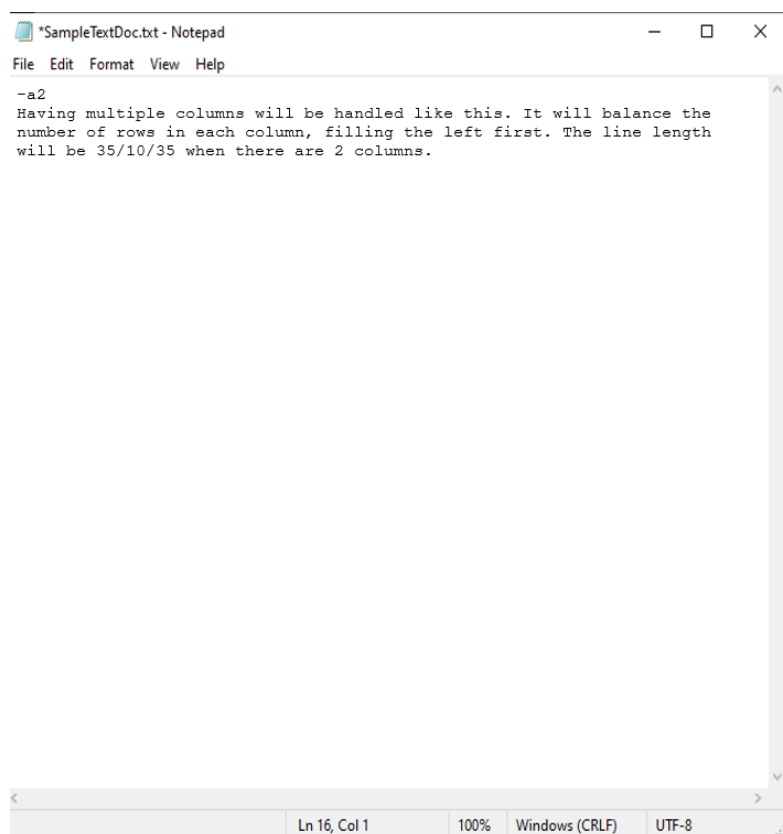 *SampleTextDoc.txt - Notepad
File Edit Format View Help
-a2
Having multiple columns will be handled like this. It will balance the
number of rows in each column, filling the left first. The line length
will be 35/10/35 when there are 2 columns.
Ln 16, Col 1 100% Windows (CRLF) UTF-8